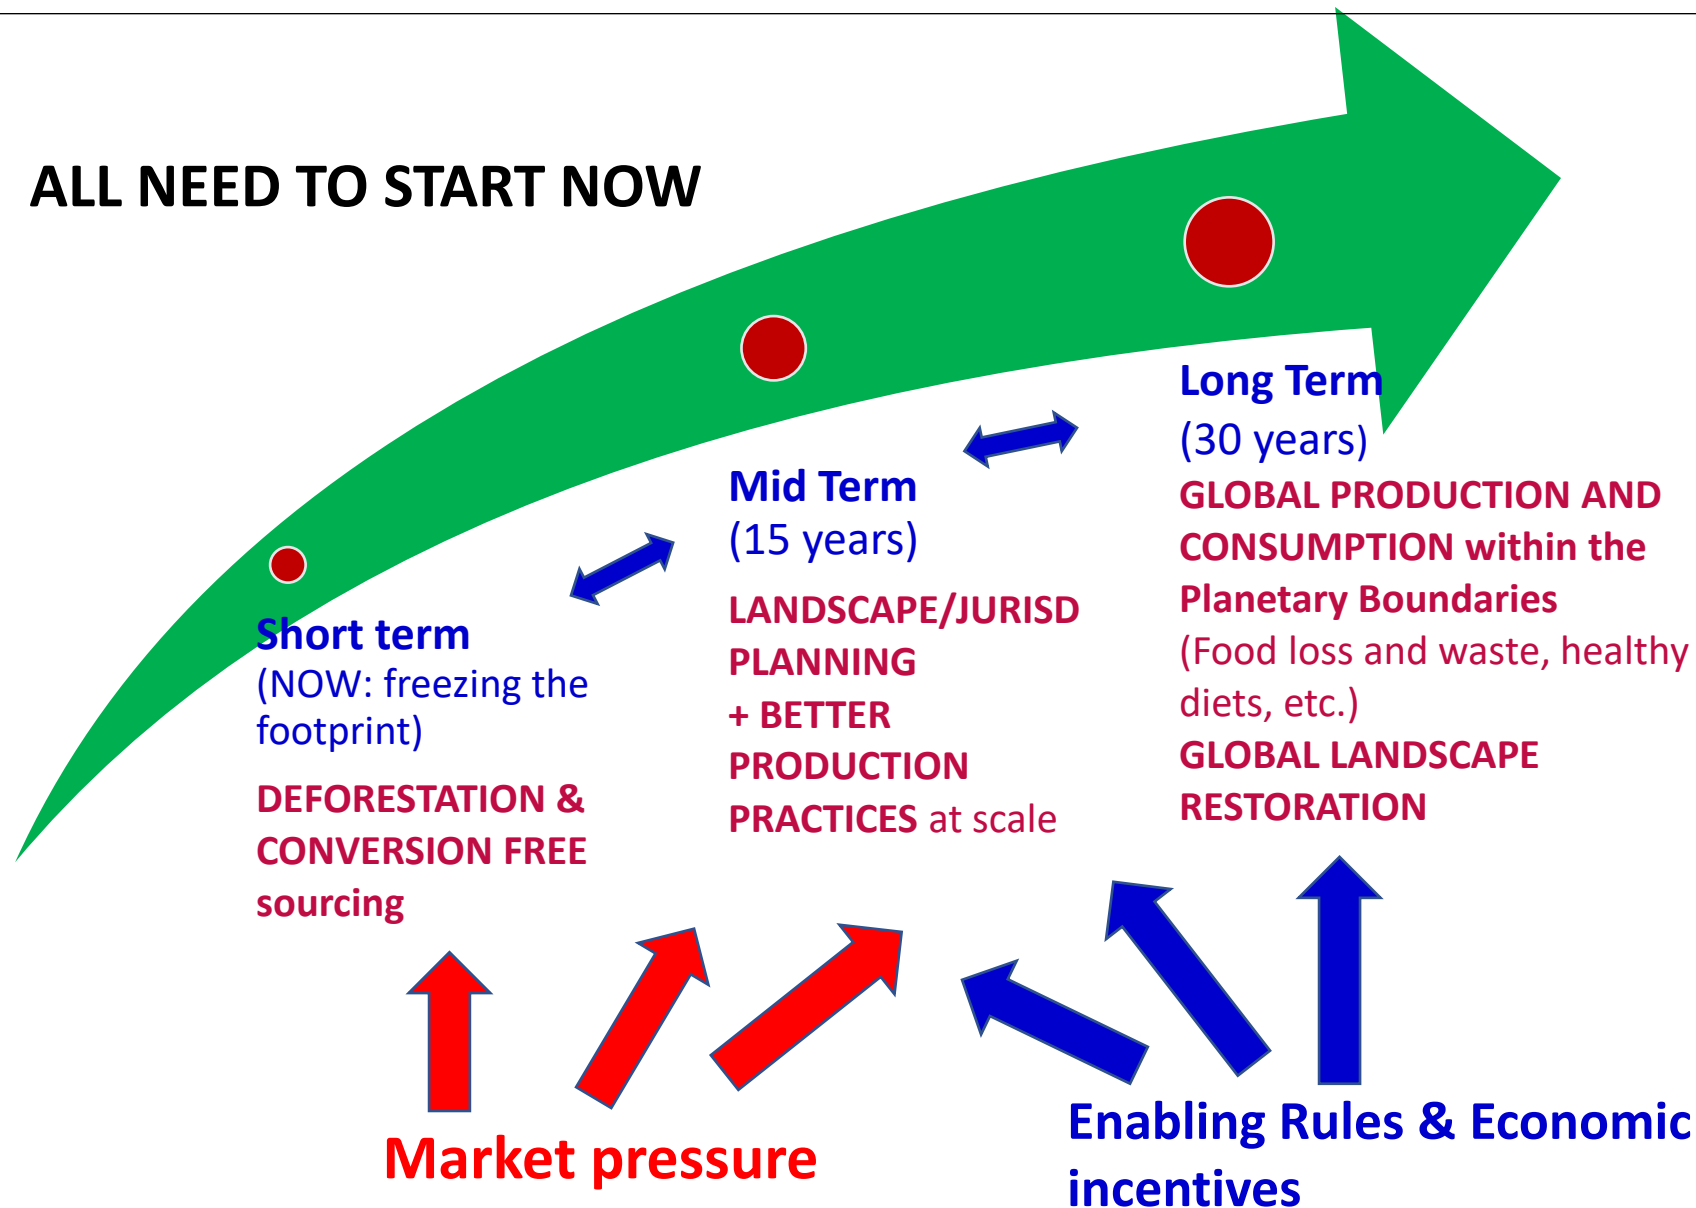 ALL NEED TO START NOW
Short term
(NOW: freezing the
footprint)
DEFORESTATION &
CONVERSION FREE
sourcing
Mid Term
(15 years)
LANDSCAPE/JURISD
PLANNING
+ BETTER
PRODUCTION
PRACTICES at scale
Long Term
(30 years)
GLOBAL PRODUCTION AND
CONSUMPTION within the
Planetary Boundaries
(Food loss and waste, healthy
diets, etc.)
GLOBAL LANDSCAPE
RESTORATION
Market pressure
Enabling Rules & Economic
incentives